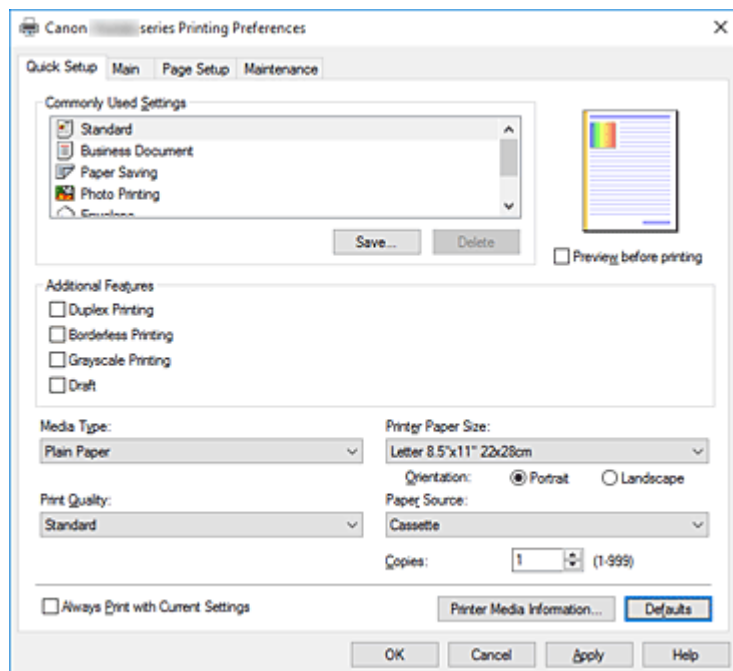 Canon series Printing Preferences
Quick Setup Main Page Setup Maintenance
Commonly Used Settings
Standard
Business Document
Paper Saving
Photo Printing
Save... Delete
Preview before printing
Additional Features
Duplex Printing
Borderless Printing
Grayscale Printing
Draft
Media Type: Printer Paper Size:
Plain Paper Letter 8.5"x11" 22x28cm
Orientation: Portrait Landscape
Print Quality: Paper Source:
Standard Cassette
Copies: 1 (1-999)
Always Print with Current Settings Printer Media Information... Defaults
OK Cancel Apply Help